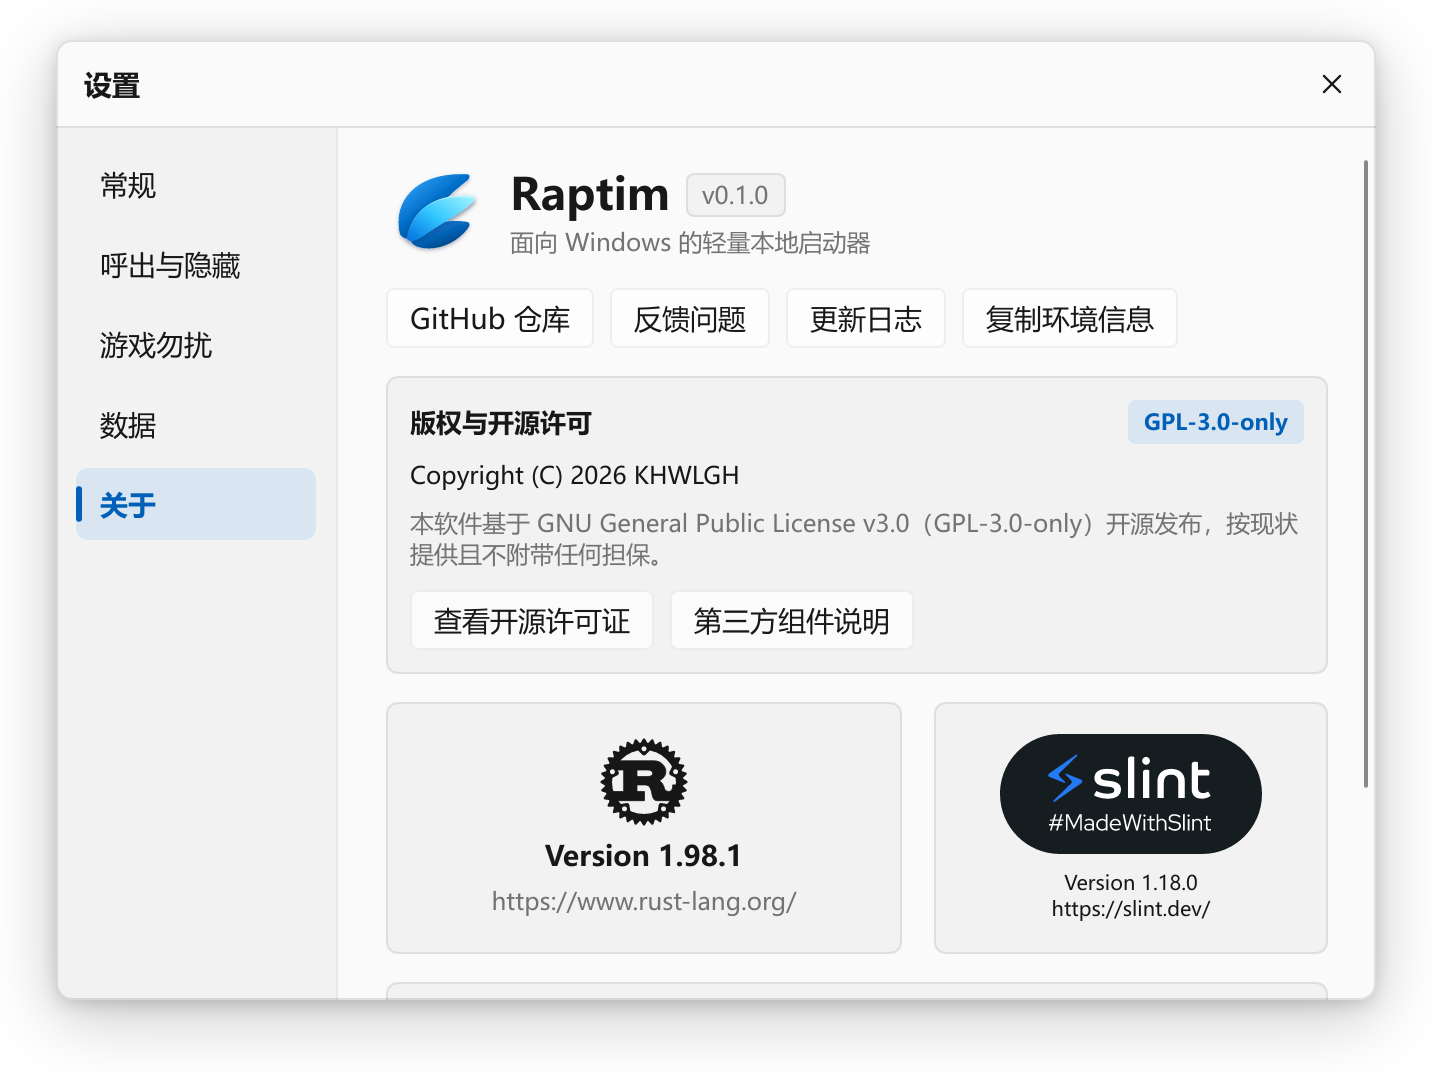 设置
常规
呼出与隐藏
游戏勿扰
数据
关于
Raptim
v0.1.0
面向 Windows 的轻量本地启动器
GitHub 仓库
反馈问题
更新日志
复制环境信息
版权与开源许可
GPL-3.0-only
Copyright (C) 2026 KHWLGH
本软件基于 GNU General Public License v3.0（GPL-3.0-only）开源发布，按现状
提供且不附带任何担保。
查看开源许可证
第三方组件说明
R
Version 1.98.1
https://www.rust-lang.org/
slint
#MadeWithSlint
Version 1.18.0
https://slint.dev/